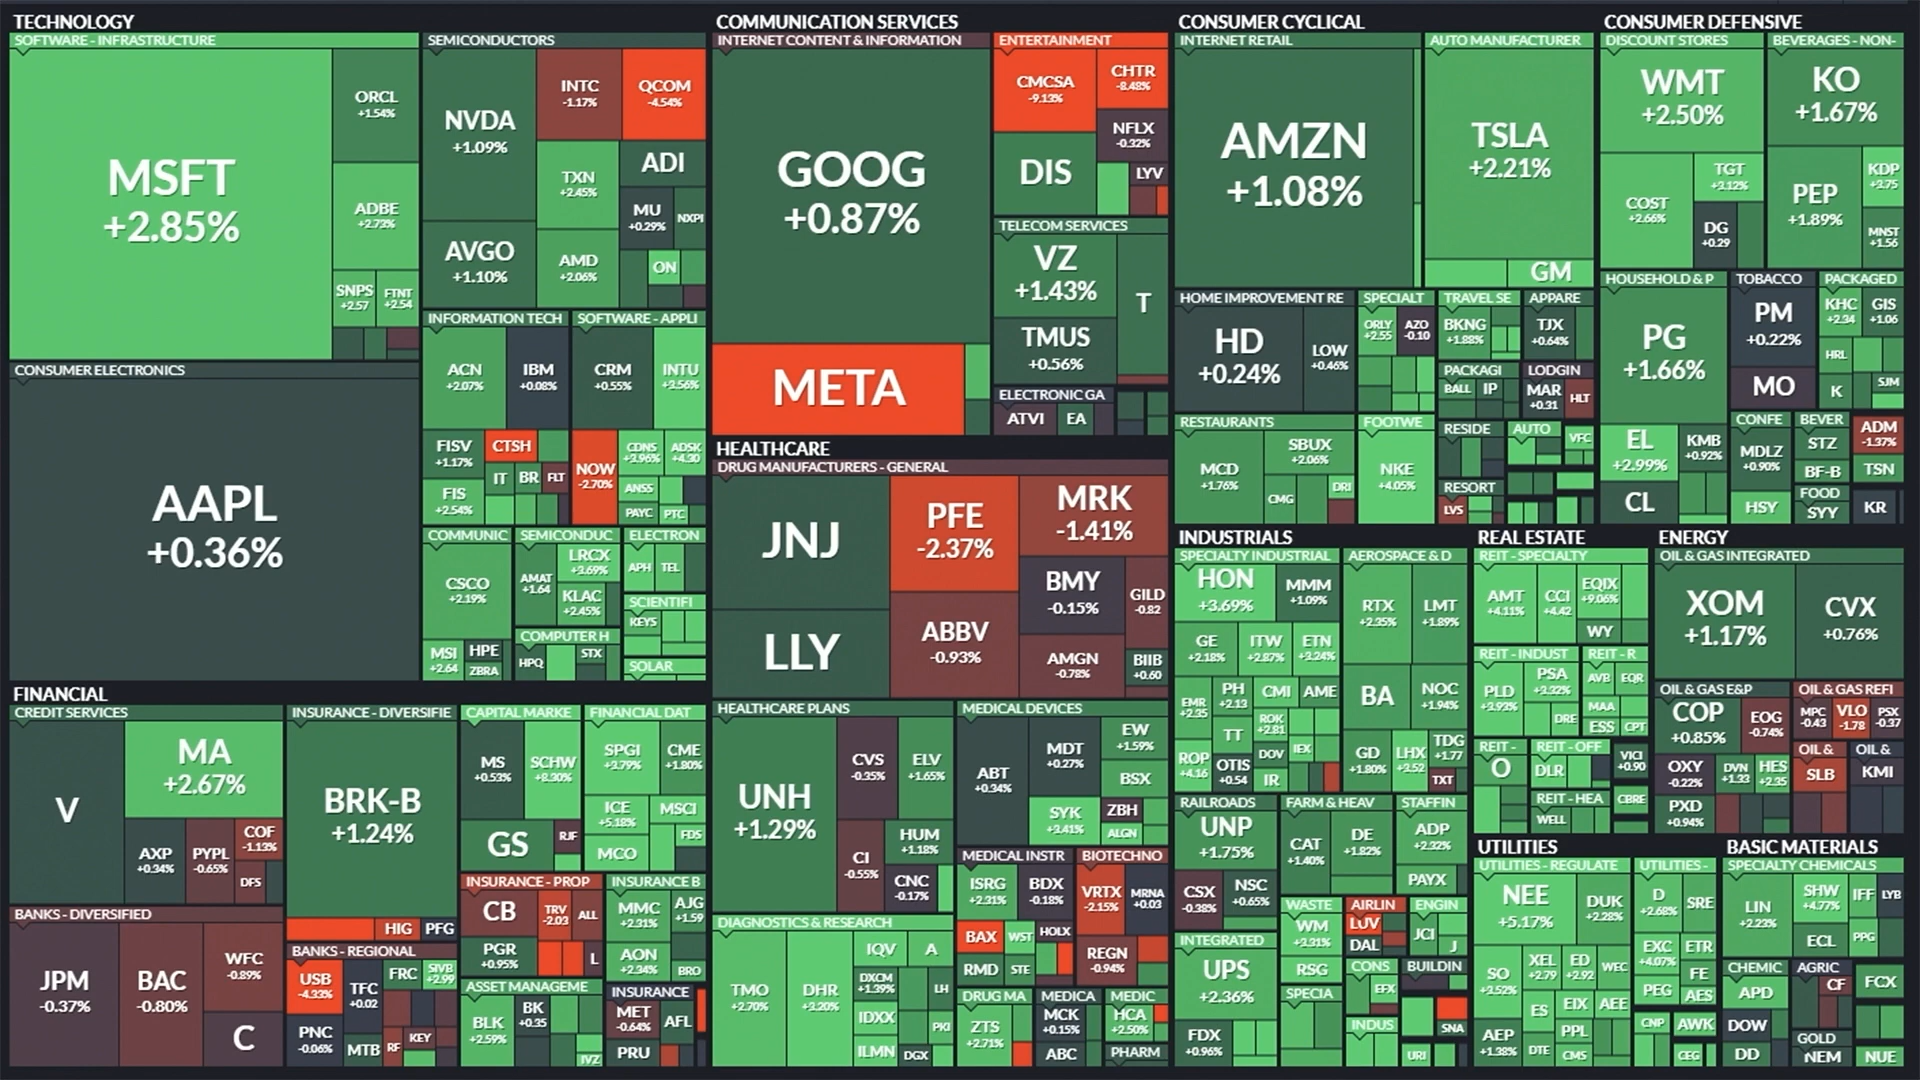 TECHNOLOGY
SOFTWARE - INFRASTRUCTURE
MSFT
+2.85%
ORCL
+1.54%
ADBE
+2.73%
SNPS
+2.57
FTNT
+2.54
SEMICONDUCTORS
NVDA
+1.09%
INTC
-1.17%
QCOM
-4.54%
TXN
+2.45%
ADI
MU
+0.29%
NXPI
AVGO
+1.10%
AMD
+2.06%
ON
CONSUMER ELECTRONICS
AAPL
+0.36%
INFORMATION TECH
ACN
+2.07%
IBM
+0.08%
FISV
+1.17%
CTSH
FIS
+2.54%
IT
BR
FLT
SOFTWARE - APPLI
CRM
+0.55%
INTU
+3.56%
NOW
-2.70%
CDNS
+3.96%
ADSK
+4.30
ANSS
PAYC
PTC
COMMUNIC
CSCO
+2.19%
MSI
+2.64
HPE
ZBRA
SEMICONDUC
AMAT
+1.64
LRCX
+3.69%
KLAC
+2.45%
COMPUTER H
HPQ
STX
ELECTRON
APH
TEL
SCIENTIFI
KEYS
SOLAR
FINANCIAL
CREDIT SERVICES
V
MA
+2.67%
AXP
+0.34%
PYPL
-0.65%
COF
-1.13%
DFS
BANKS - DIVERSIFIED
JPM
-0.37%
BAC
-0.80%
WFC
-0.89%
C
INSURANCE - DIVERSIFIE
BRK-B
+1.24%
HIG
PFG
BANKS - REGIONAL
USB
-4.33%
TFC
+0.02
FRC
SIVB
+2.99
PNC
-0.06%
MTB
RF
KEY
CAPITAL MARKE
MS
+0.53%
SCHW
+8.30%
GS
RJF
FINANCIAL DAT
SPGI
+3.79%
CME
+1.80%
ICE
+5.18%
MSCI
MCO
FDS
INSURANCE - PROP
CB
TRV
-2.03
ALL
PGR
+0.95%
L
INSURANCE B
MMC
+2.31%
AJG
+1.59
AON
+2.34%
BRO
ASSET MANAGEME
BLK
+2.59%
BK
+0.35
IVZ
INSURANCE
MET
-0.64%
AFL
PRU
COMMUNICATION SERVICES
INTERNET CONTENT & INFORMATION
GOOG
+0.87%
META
ENTERTAINMENT
CMCSA
-9.13%
CHTR
-8.48%
NFLX
-0.32%
DIS
LYV
TELECOM SERVICES
VZ
+1.43%
T
TMUS
+0.56%
ELECTRONIC GA
ATVI
EA
HEALTHCARE
DRUG MANUFACTURERS - GENERAL
JNJ
LLY
PFE
-2.37%
ABBV
-0.93%
MRK
-1.41%
BMY
-0.15%
GILD
-0.82
AMGN
-0.78%
BIIB
+0.60
HEALTHCARE PLANS
UNH
+1.29%
CVS
-0.35%
ELV
+1.65%
CI
-0.55%
HUM
+1.18%
CNC
-0.17%
MEDICAL DEVICES
ABT
+0.34%
MDT
+0.27%
EW
+1.59%
BSX
SYK
+3.41%
ZBH
ALGN
MEDICAL INSTR
ISRG
+2.31%
BDX
-0.18%
BAX
WST
HOLX
RMD
STE
BIOTECHNO
VRTX
-2.15%
MRNA
+0.03
REGN
-0.94%
DIAGNOSTICS & RESEARCH
TMO
+2.70%
DHR
+3.20%
IQV
A
DXCM
+1.39%
LH
IDXX
PKI
ILMN
DGX
DRUG MA
ZTS
+2.71%
MEDICA
MCK
+0.15%
ABC
MEDIC
HCA
+2.50%
PHARM
CONSUMER CYCLICAL
INTERNET RETAIL
AMZN
+1.08%
AUTO MANUFACTURER
TSLA
+2.21%
GM
HOME IMPROVEMENT RE
HD
+0.24%
LOW
+0.46%
SPECIALT
ORLY
+2.55
AZO
-0.10
TRAVEL SE
BKNG
+1.88%
APPARE
TJX
+0.64%
PACKAGI
BALL
IP
LODGIN
MAR
+0.31
HLT
RESTAURANTS
MCD
+1.76%
SBUX
+2.06%
CMG
DRI
FOOTWE
NKE
+4.05%
RESIDE
AUTO
VFC
RESORT
LVS
CONSUMER DEFENSIVE
DISCOUNT STORES
WMT
+2.50%
COST
+2.66%
TGT
+3.12%
DG
+0.29
BEVERAGES - NON-
KO
+1.67%
PEP
+1.89%
KDP
+3.75
MNST
+1.56
HOUSEHOLD & P
PG
+1.66%
EL
+2.99%
KMB
+0.92%
CL
TOBACCO
PM
+0.22%
MO
PACKAGED
KHC
+2.34
GIS
+1.06
HRL
K
SJM
CONFE
MDLZ
+0.90%
HSY
BEVER
STZ
BF-B
ADM
-1.37%
TSN
FOOD
SYY
KR
INDUSTRIALS
SPECIALTY INDUSTRIAL
HON
+3.69%
MMM
+1.09%
GE
+2.18%
ITW
+2.87%
ETN
+3.24%
EMR
+2.35
PH
+2.13
CMI
AME
TT
ROK
+2.81
ROP
+4.16
OTIS
+0.54
DOV
IEX
IR
AEROSPACE & D
RTX
+2.35%
LMT
+1.89%
BA
NOC
+1.94%
GD
+1.80%
LHX
+3.52
TDG
+1.77
TXT
RAILROADS
UNP
+1.75%
CSX
-0.38%
NSC
+0.65%
FARM & HEAV
CAT
+1.40%
DE
+1.82%
STAFFIN
ADP
+2.32%
PAYX
INTEGRATED
UPS
+2.36%
FDX
+0.96%
WASTE
WM
+3.31%
RSG
SPECIA
AIRLIN
LUV
DAL
ENGIN
JCI
J
CONS
EFX
BUILDIN
INDUS
SNA
URI
REAL ESTATE
REIT - SPECIALTY
AMT
+4.11%
CCI
+4.42
EQIX
+9.06%
WY
REIT - INDUST
PLD
+3.93%
PSA
+3.32%
DRE
REIT - R
AVB
EQR
MAA
ESS
CPT
REIT -
O
REIT - OFF
DLR
VICI
+0.90
REIT - HEA
WELL
CBRE
ENERGY
OIL & GAS INTEGRATED
XOM
+1.17%
CVX
+0.76%
OIL & GAS E&P
COP
+0.85%
EOG
-0.74%
OXY
-0.22%
DVN
+1.33
HES
+2.35
PXD
+0.94%
OIL & GAS REFI
MPC
-0.43
VLO
-1.78
PSX
-0.37
OIL &
SLB
OIL &
KMI
UTILITIES
UTILITIES - REGULATE
NEE
+5.17%
DUK
+2.28%
SO
+3.52%
XEL
+2.79
ED
+2.92
WEC
ES
EIX
AEE
AEP
+1.38%
DTE
PPL
CMS
UTILITIES -
D
+2.68%
SRE
EXC
+4.07%
ETR
FE
PEG
AES
CNP
AWK
CEG
BASIC MATERIALS
SPECIALTY CHEMICALS
LIN
+2.23%
SHW
+4.77%
IFF
LYB
ECL
PPG
CHEMIC
APD
DOW
DD
AGRIC
CF
FCX
GOLD
NEM
NUE